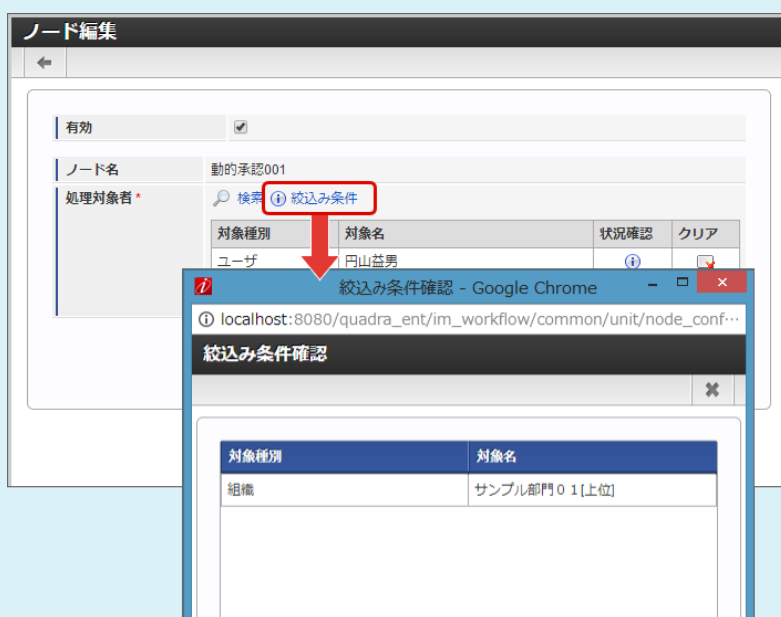 ノード編集
有効
ノード名 動的承認001
処理対象者* 検索 絞込み条件
対象種別 対象名 状況確認 クリア
ユーザ 円山益男
絞込み条件確認 - Google Chrome
localhost:8080/quadra_ent/im_workflow/common/unit/node_conf…
絞込み条件確認
対象種別 対象名
組織 サンプル部門０１[上位]